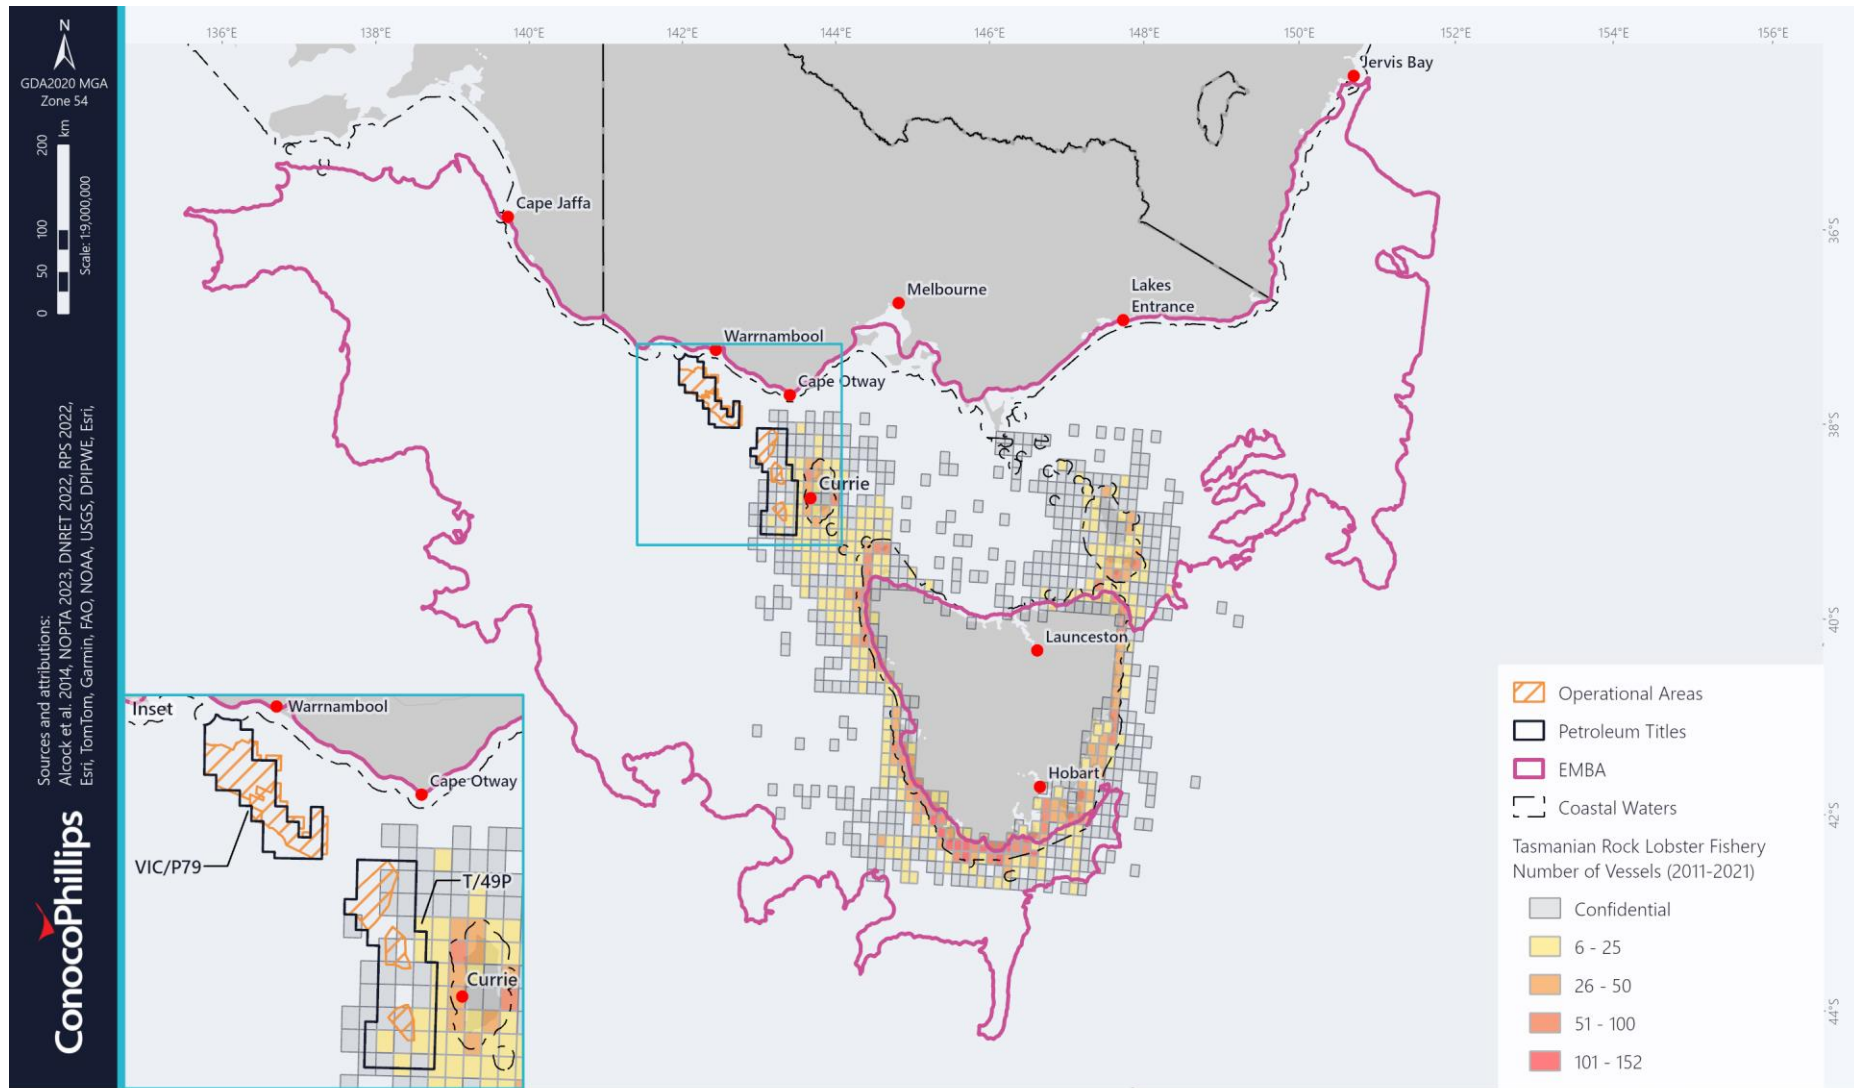 N
GDA2020 MGA
Zone 54
0 50 100 200
km
Scale: 1:9,000,000
Sources and attributions:
Alcock et al. 2014, NOPTA 2023, DNRET 2022, RPS 2022,
Esri, TomTom, Garmin, FAO, NOAA, USGS, DPIPWE, Esri,
ConocoPhillips
136°E 138°E 140°E 142°E 144°E 146°E 148°E 150°E 152°E 154°E 156°E
36°S
38°S
40°S
42°S
44°S
Jervis Bay
Cape Jaffa
Melbourne
Lakes
Entrance
Warrnambool
Cape Otway
Currie
Launceston
Hobart
Inset
Warrnambool
Cape Otway
VIC/P79
T/49P
Currie
Operational Areas
Petroleum Titles
EMBA
Coastal Waters
Tasmanian Rock Lobster Fishery
Number of Vessels (2011-2021)
Confidential
6 - 25
26 - 50
51 - 100
101 - 152